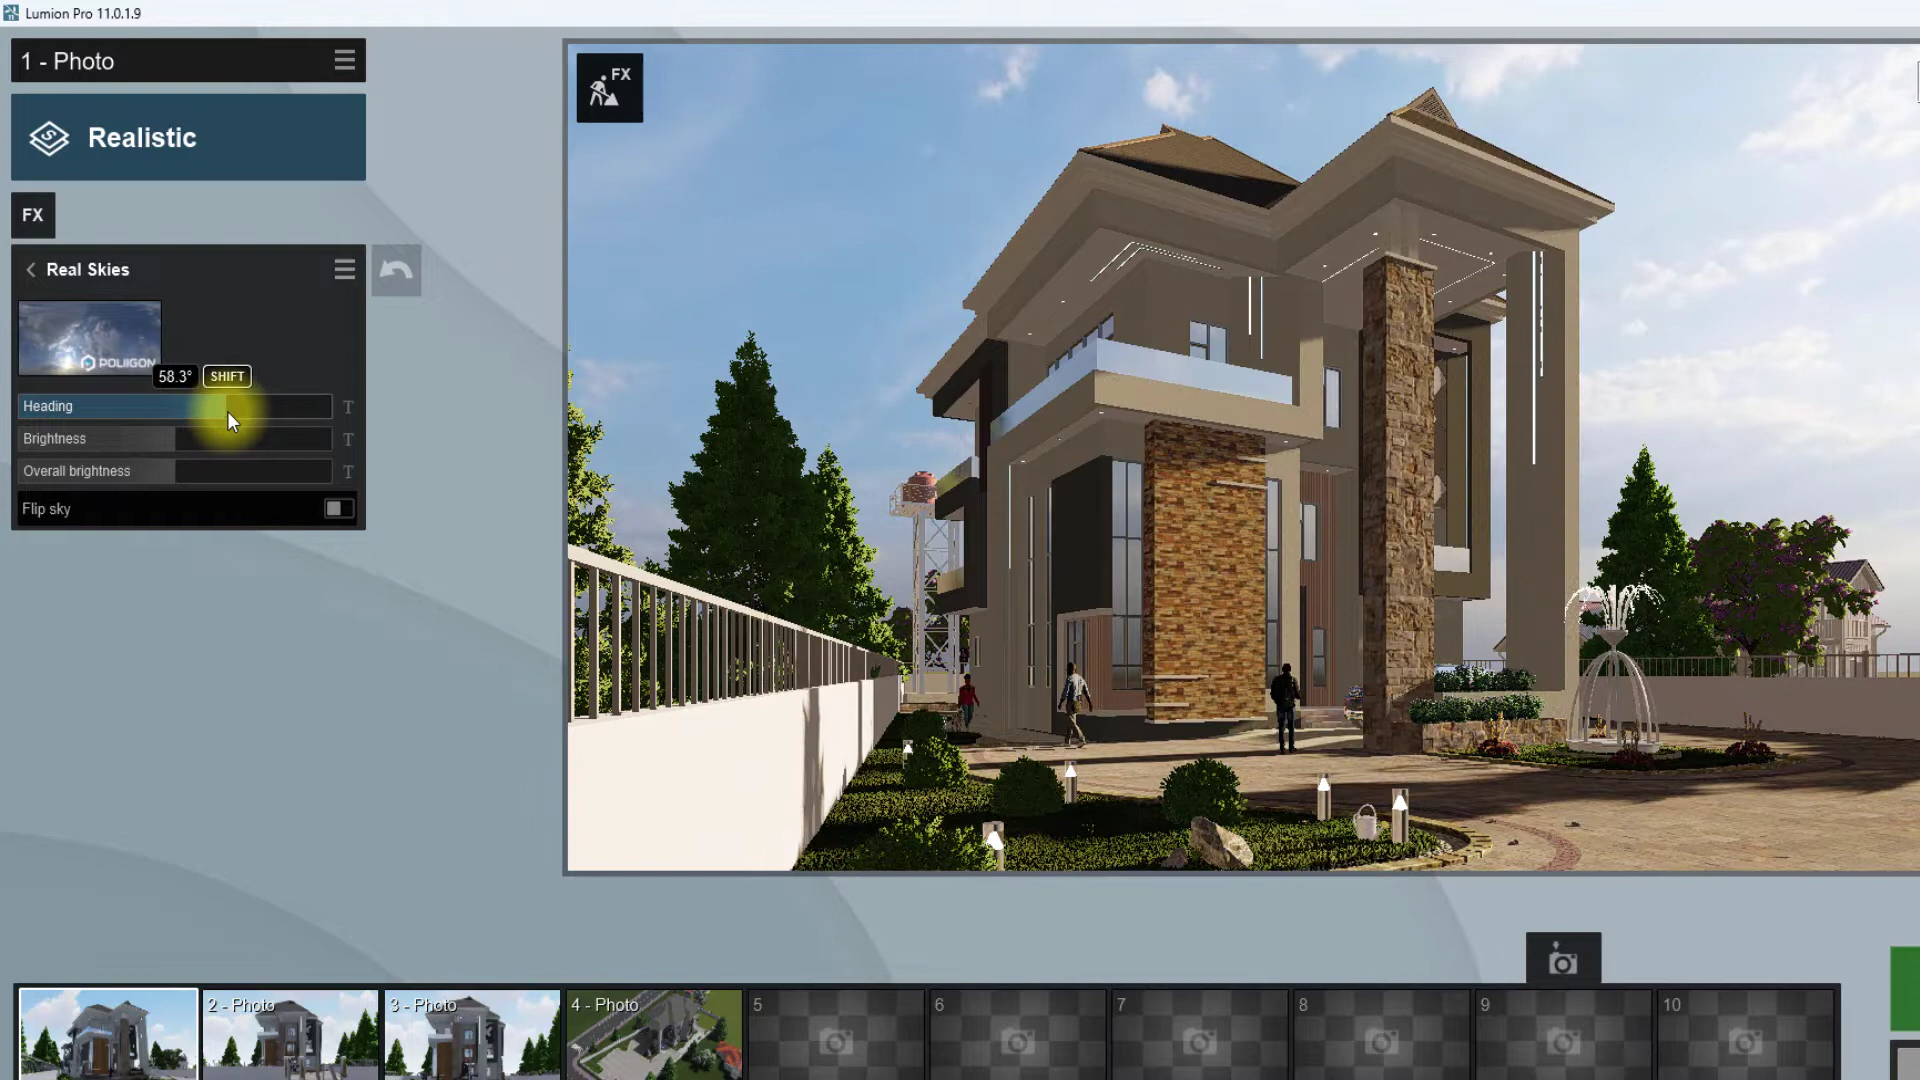 Lumion Pro 11.0.1.9
1 - Photo
Realistic
FX
FX
Real Skies
POLIIGON
58.3° SHIFT
Heading T
Brightness T
Overall brightness T
Flip sky
2 - Photo
3 - Photo
4 - Photo
5
6
7
8
9
10